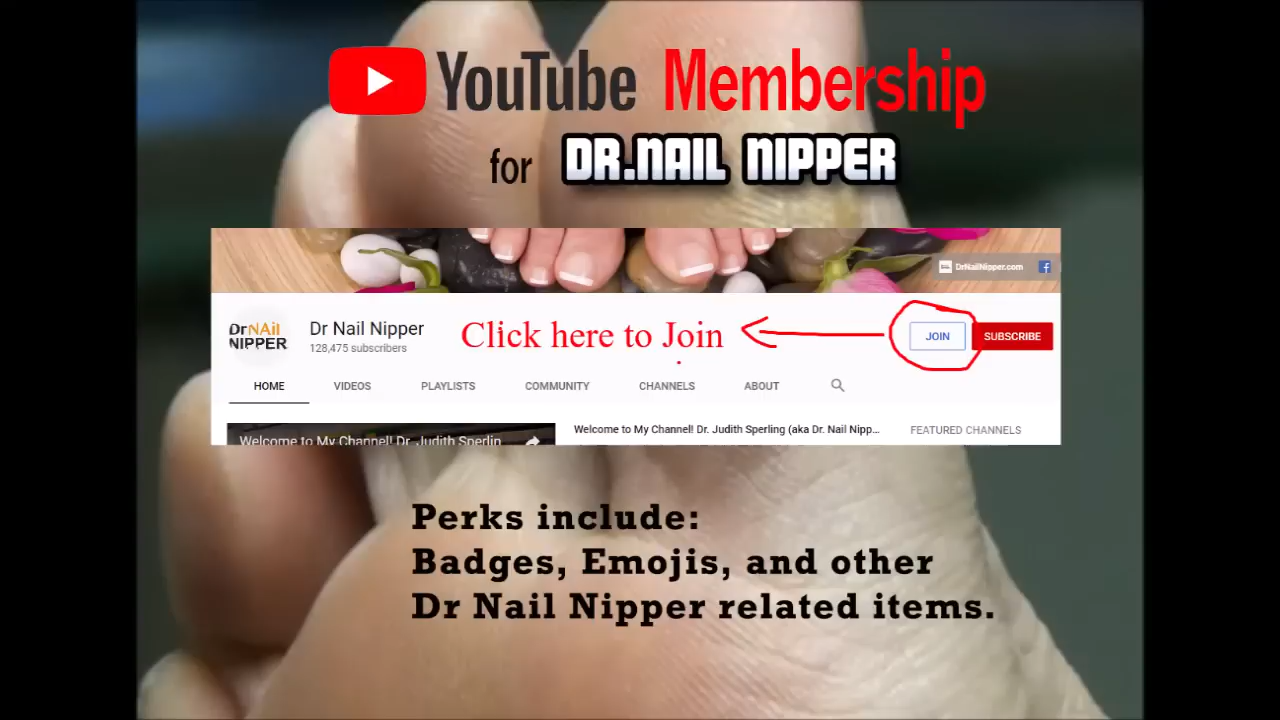 YouTube Membership
for DR.NAIL NIPPER
DrNailNipper.com
DrNAil
NIPPER
Dr Nail Nipper
128,475 subscribers
Click here to Join
JOIN
SUBSCRIBE
HOME
VIDEOS
PLAYLISTS
COMMUNITY
CHANNELS
ABOUT
Welcome to My Channel! Dr. Judith Sperlin
Welcome to My Channel! Dr. Judith Sperling (aka Dr. Nail Nipp...
FEATURED CHANNELS
Perks include:
Badges, Emojis, and other
Dr Nail Nipper related items.